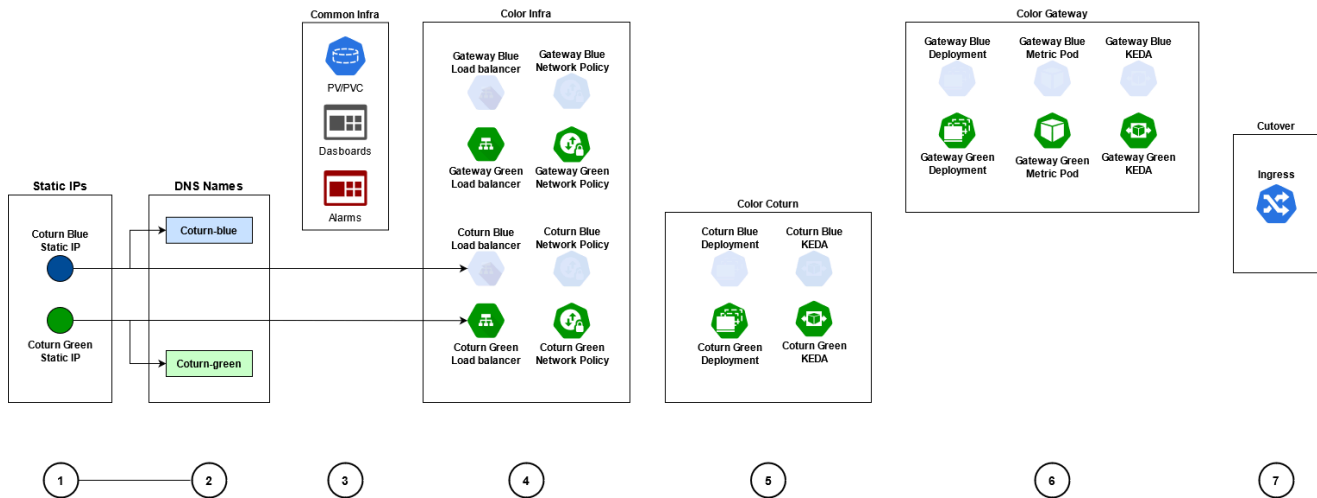 Static IPs
Coturn Blue
Static IP
Coturn Green
Static IP
DNS Names
Coturn-blue
Coturn-green
Common Infra
PV/PVC
Dasboards
Alarms
Color Infra
Gateway Blue
Load balancer
Gateway Blue
Network Policy
Gateway Green
Load balancer
Gateway Green
Network Policy
Coturn Blue
Load balancer
Coturn Blue
Network Policy
Coturn Green
Load balancer
Coturn Green
Network Policy
Color Coturn
Coturn Blue
Deployment
Coturn Blue
KEDA
Coturn Green
Deployment
Coturn Green
KEDA
Color Gateway
Gateway Blue
Deployment
Gateway Blue
Metric Pod
Gateway Blue
KEDA
Gateway Green
Deployment
Gateway Green
Metric Pod
Gateway Green
KEDA
Cutover
Ingress
1
2
3
4
5
6
7